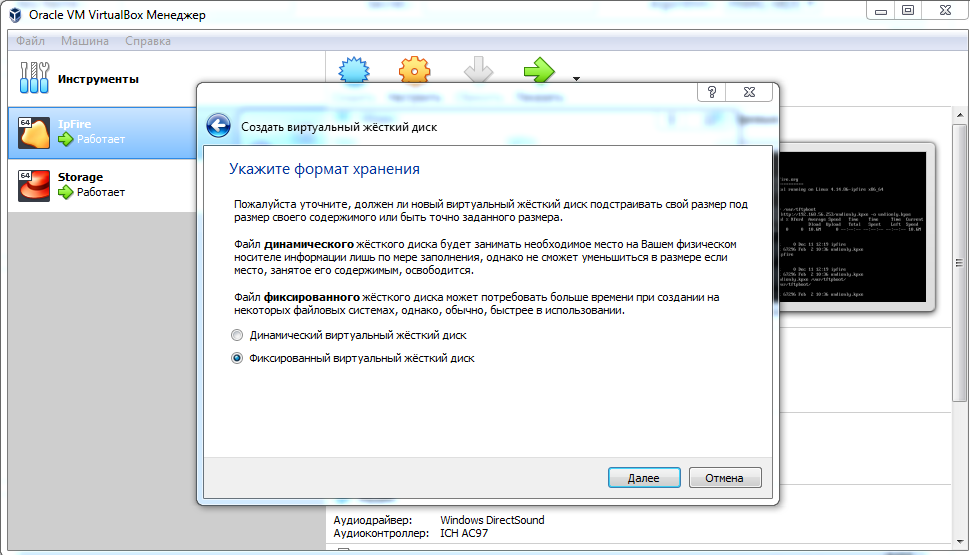 Oracle VM VirtualBox Менеджер
Файл Машина Справка
Инструменты
64
IpFire
Работает
64
Storage
Работает
Создать виртуальный жёсткий диск
Укажите формат хранения
Пожалуйста уточните, должен ли новый виртуальный жёсткий диск подстраивать свой размер под
размер своего содержимого или быть точно заданного размера.
Файл динамического жёсткого диска будет занимать необходимое место на Вашем физическом
носителе информации лишь по мере заполнения, однако не сможет уменьшиться в размере если
место, занятое его содержимым, освободится.
Файл фиксированного жёсткого диска может потребовать больше времени при создании на
некоторых файловых системах, однако, обычно, быстрее в использовании.
Динамический виртуальный жёсткий диск
Фиксированный виртуальный жёсткий диск
Далее Отмена
Аудиодрайвер: Windows DirectSound
Аудиоконтроллер: ICH AC97